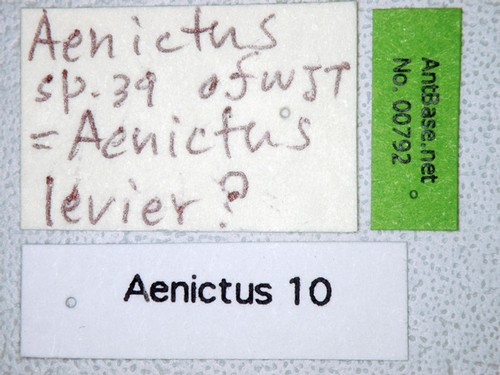 Aenictus
sp.39 of WJT
=Aenictus
levier?
AntBase.net
No. 00792
Aenictus 10